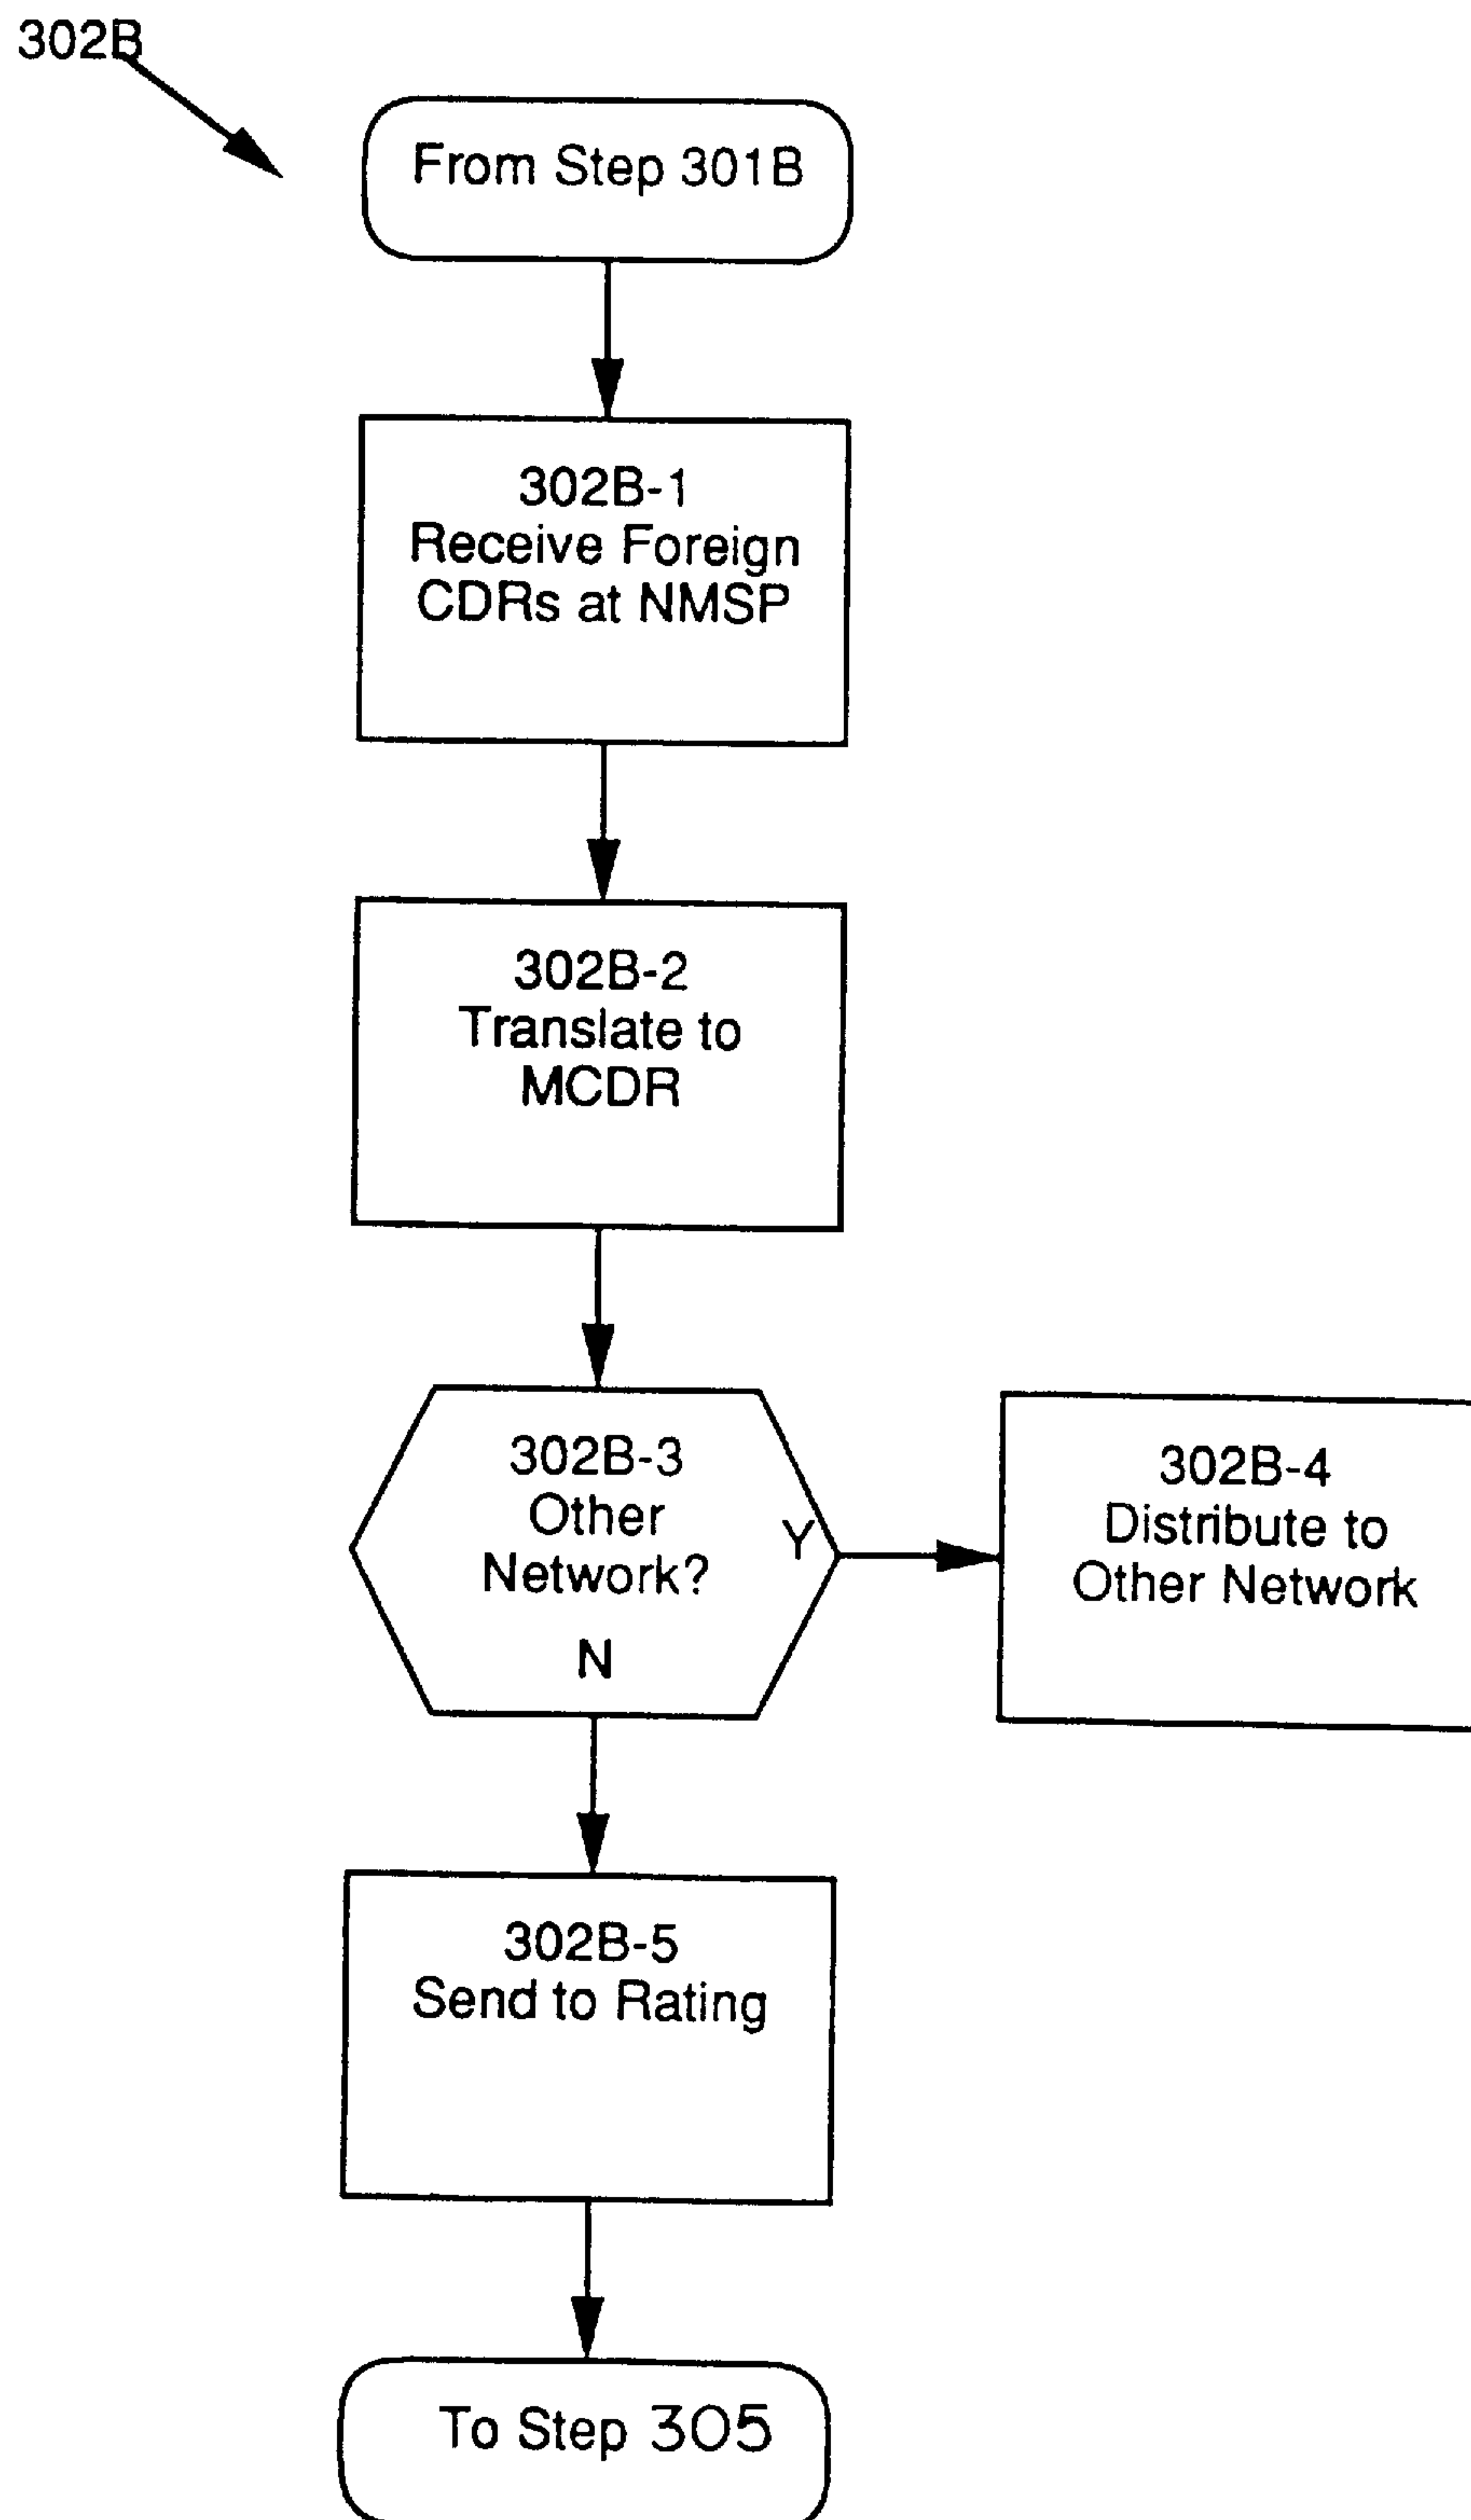 302B
From Step 301B
302B-1
Receive Foreign
CDRs at NMSP
302B-2
Translate to
MCDR
302B-3
Other
Network?
Y
N
302B-4
Distribute to
Other Network
302B-5
Send to Rating
To Step 305